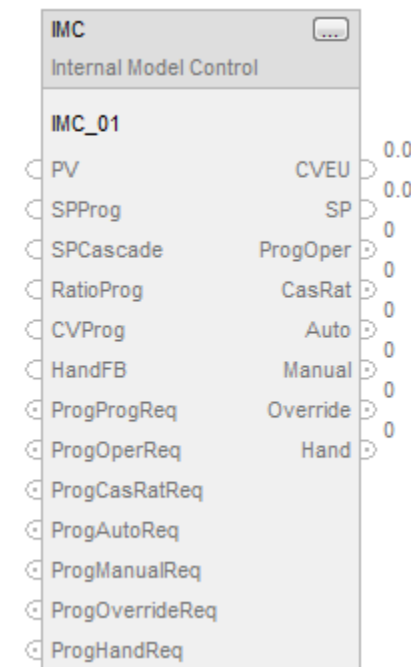 IMC ...
Internal Model Control
IMC_01
PV CVEU 0.0
SPProg SP 0.0
SPCascade ProgOper 0
RatioProg CasRat 0
CVProg Auto 0
HandFB Manual 0
ProgProgReq Override 0
ProgOperReq Hand 0
ProgCasRatReq
ProgAutoReq
ProgManualReq
ProgOverrideReq
ProgHandReq